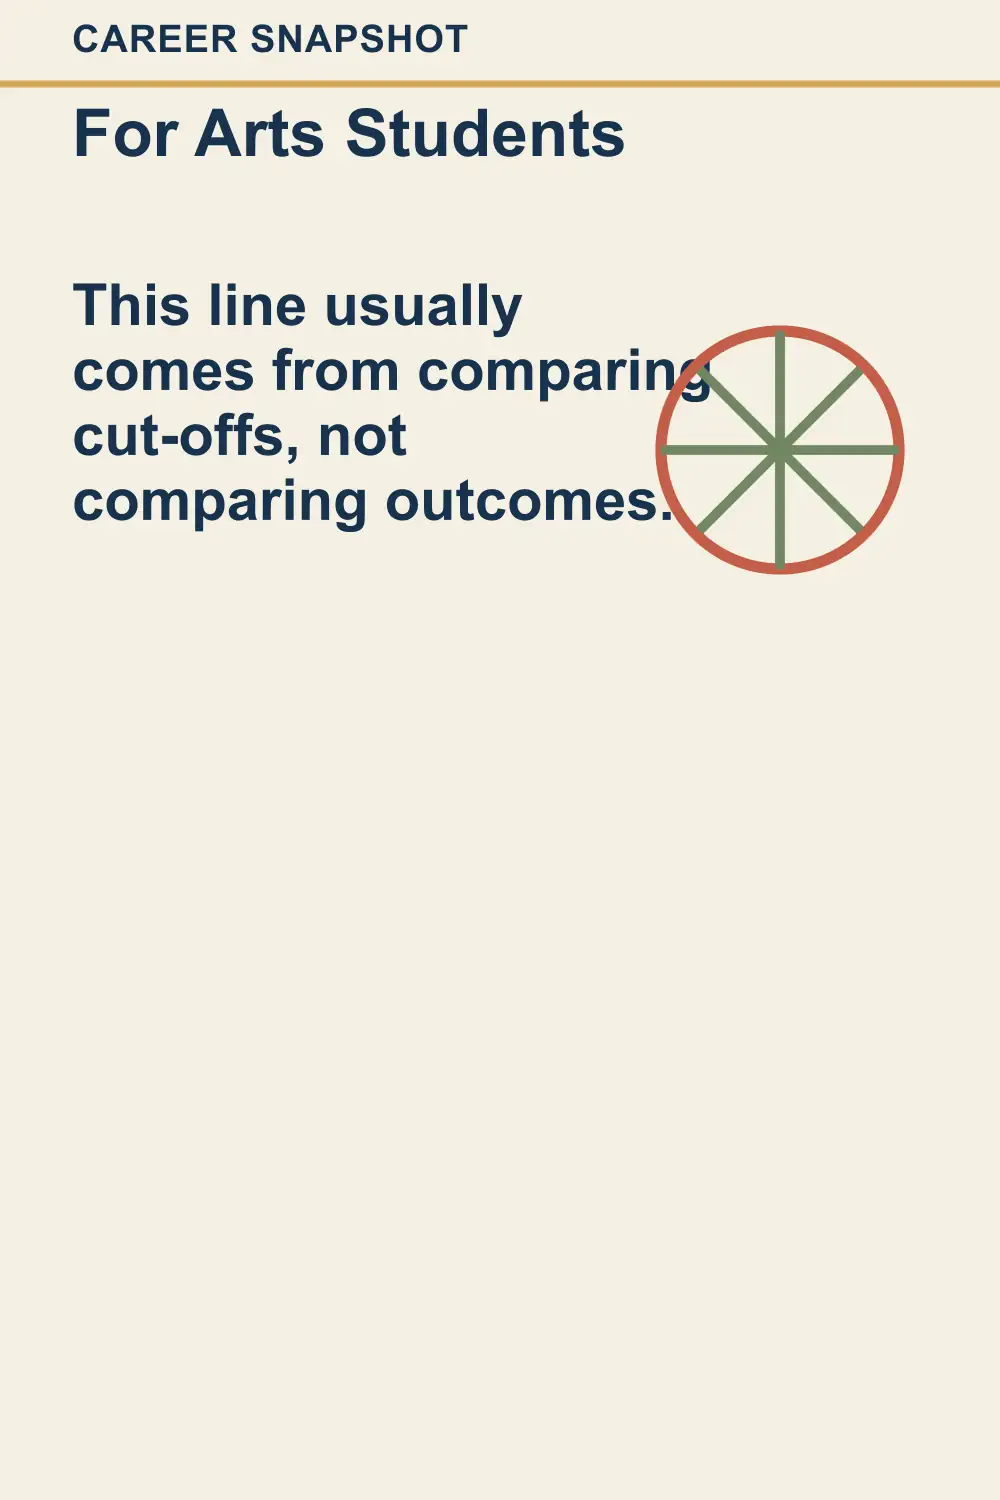 CAREER SNAPSHOT
For Arts Students
This line usually
comes from comparing
cut-offs, not
comparing outcomes.